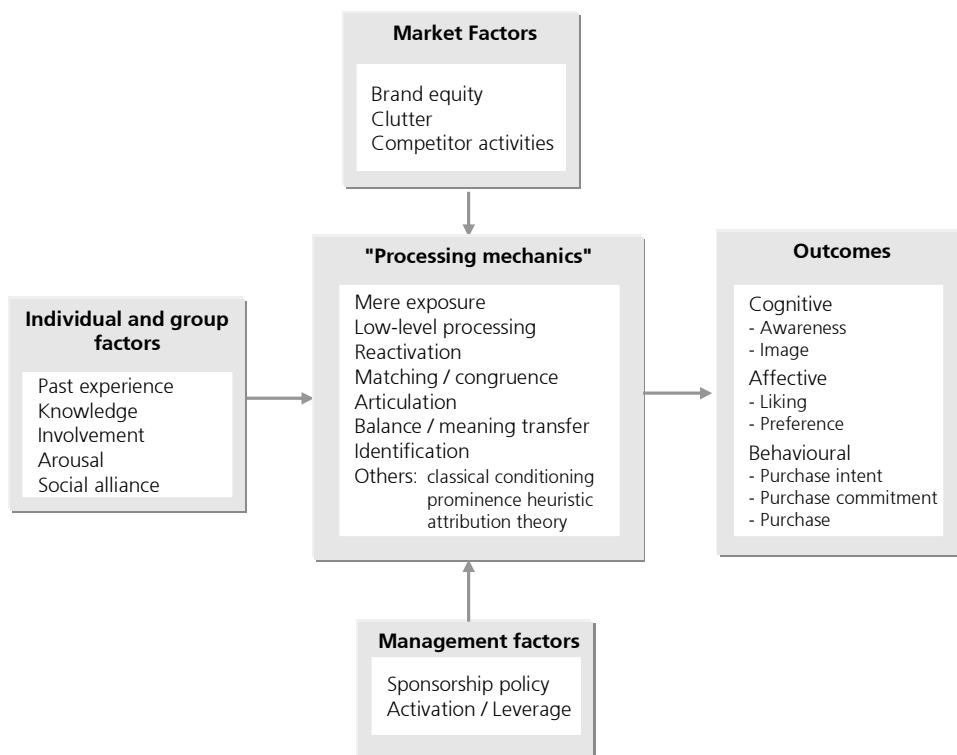 Market Factors
Brand equity
Clutter
Competitor activities
Individual and group
factors
Past experience
Knowledge
Involvement
Arousal
Social alliance
"Processing mechanics"
Mere exposure
Low-level processing
Reactivation
Matching / congruence
Articulation
Balance / meaning transfer
Identification
Others: classical conditioning
prominence heuristic
attribution theory
Outcomes
Cognitive
- Awareness
- Image
Affective
- Liking
- Preference
Behavioural
- Purchase intent
- Purchase commitment
- Purchase
Management factors
Sponsorship policy
Activation / Leverage